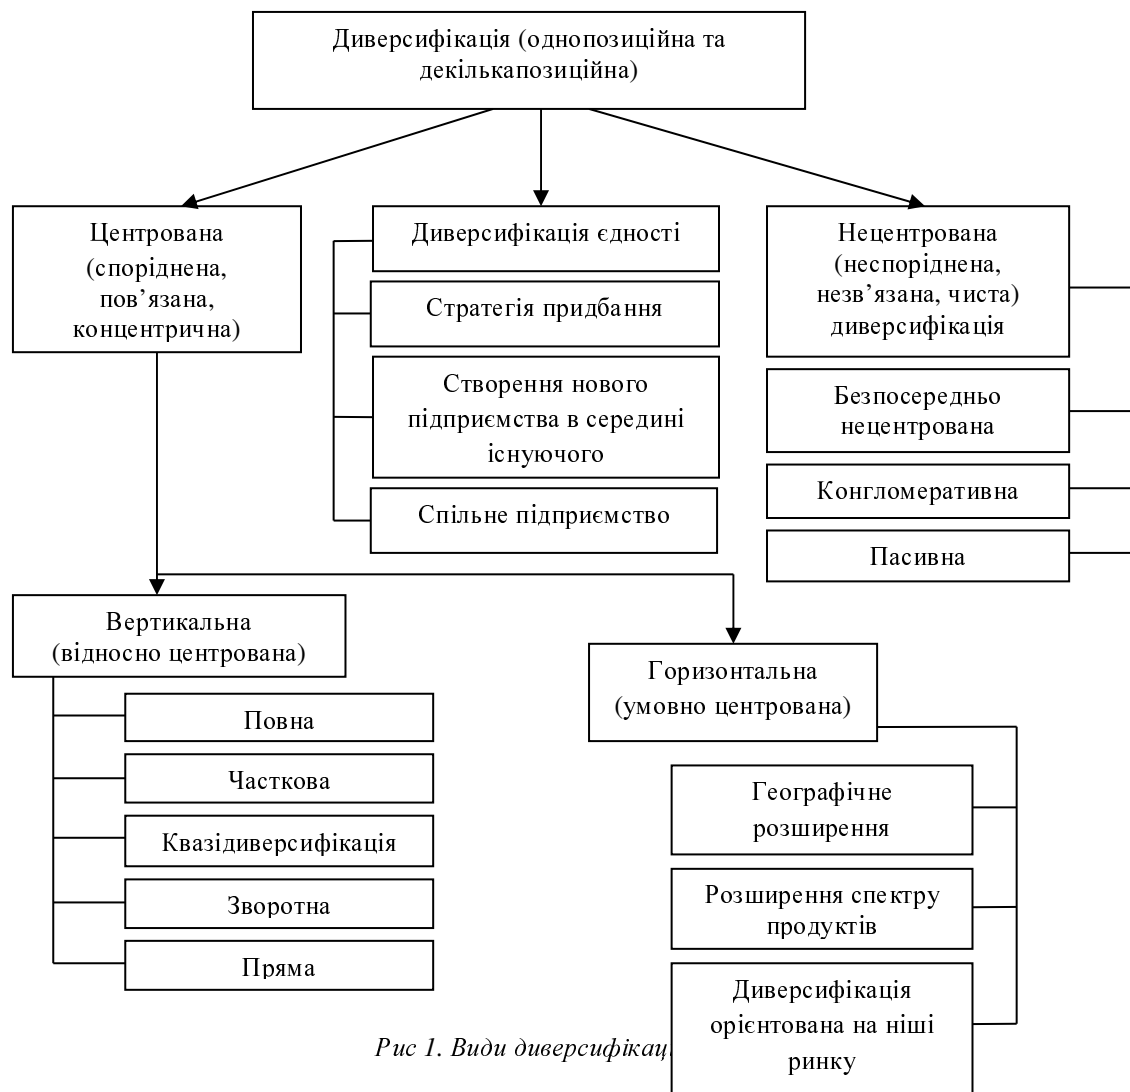 Диверсифікація (однопозиційна та
декількапозиційна)
Центрована
(споріднена,
пов’язана,
концентрична)
Диверсифікація єдності
Стратегія придбання
Створення нового
підприємства в середині
існуючого
Спільне підприємство
Нецентрована
(неспоріднена,
незв’язана, чиста)
диверсифікація
Безпосередньо
нецентрована
Конгломеративна
Пасивна
Вертикальна
(відносно центрована)
Повна
Часткова
Квазідиверсифікація
Зворотна
Пряма
Горизонтальна
(умовно центрована)
Географічне
розширення
Розширення спектру
продуктів
Диверсифікація
орієнтована на ніші
ринку
Рис 1. Види